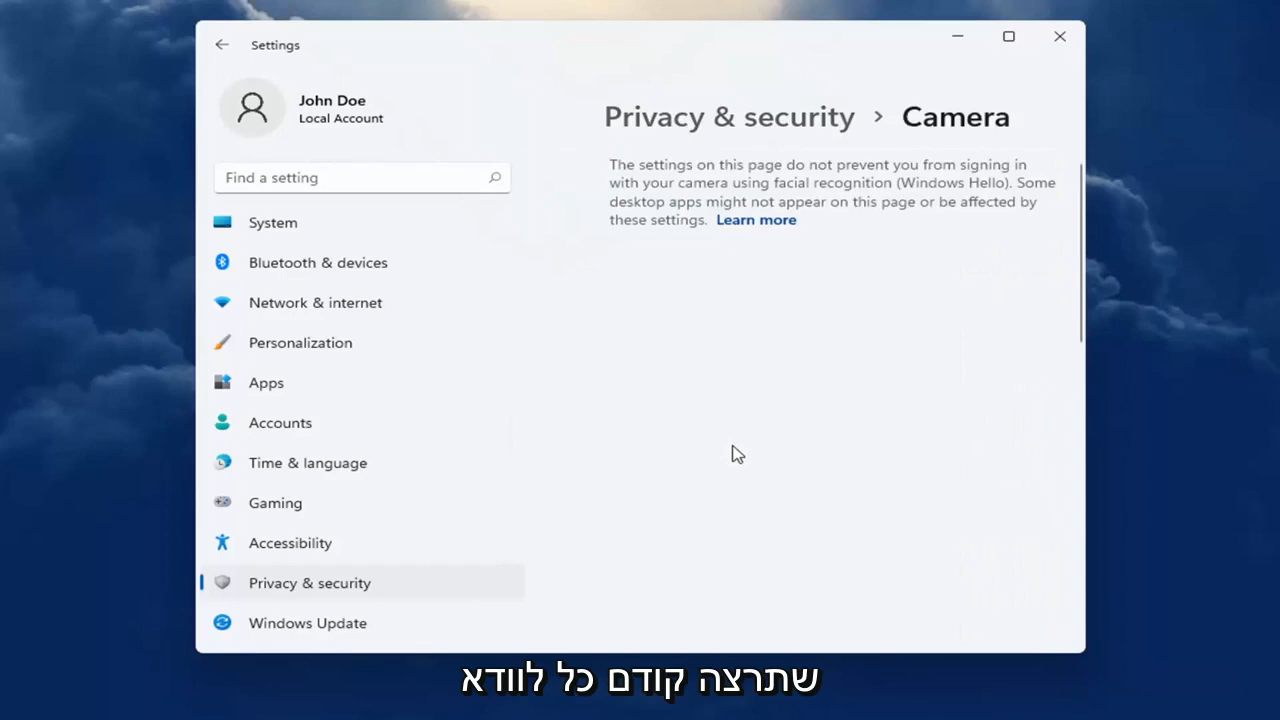 Settings
John Doe
Local Account
Find a setting
System
Bluetooth & devices
Network & internet
Personalization
Apps
Accounts
Time & language
Gaming
Accessibility
Privacy & security
Windows Update
Privacy & security > Camera
The settings on this page do not prevent you from signing in
with your camera using facial recognition (Windows Hello). Some
desktop apps might not appear on this page or be affected by
these settings. Learn more
שתרצה קודם כל לוודא